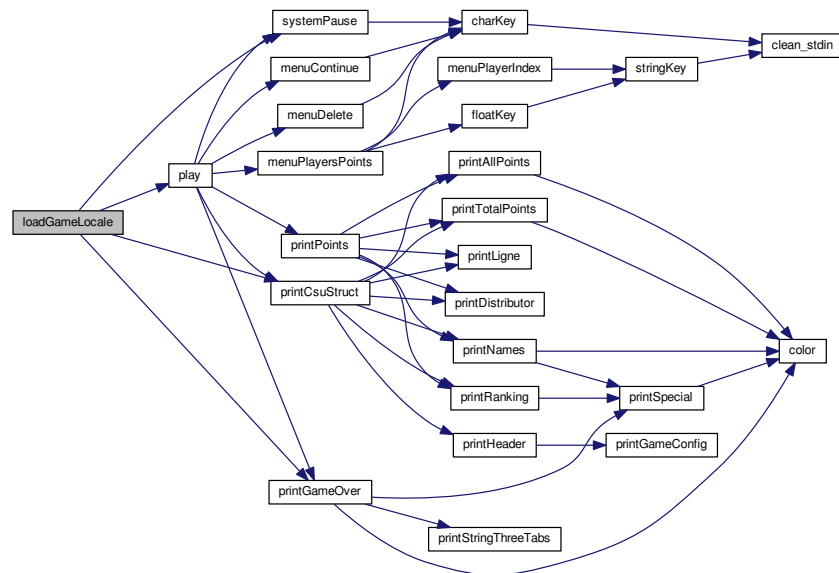 systemPause
charKey
clean_stdin
menuContinue
menuPlayerIndex
stringKey
menuDelete
floatKey
menuPlayersPoints
play
printAllPoints
loadGameLocale
printTotalPoints
printPoints
printLigne
printCsuStruct
printDistributor
printNames
color
printRanking
printSpecial
printHeader
printGameConfig
printGameOver
printStringThreeTabs